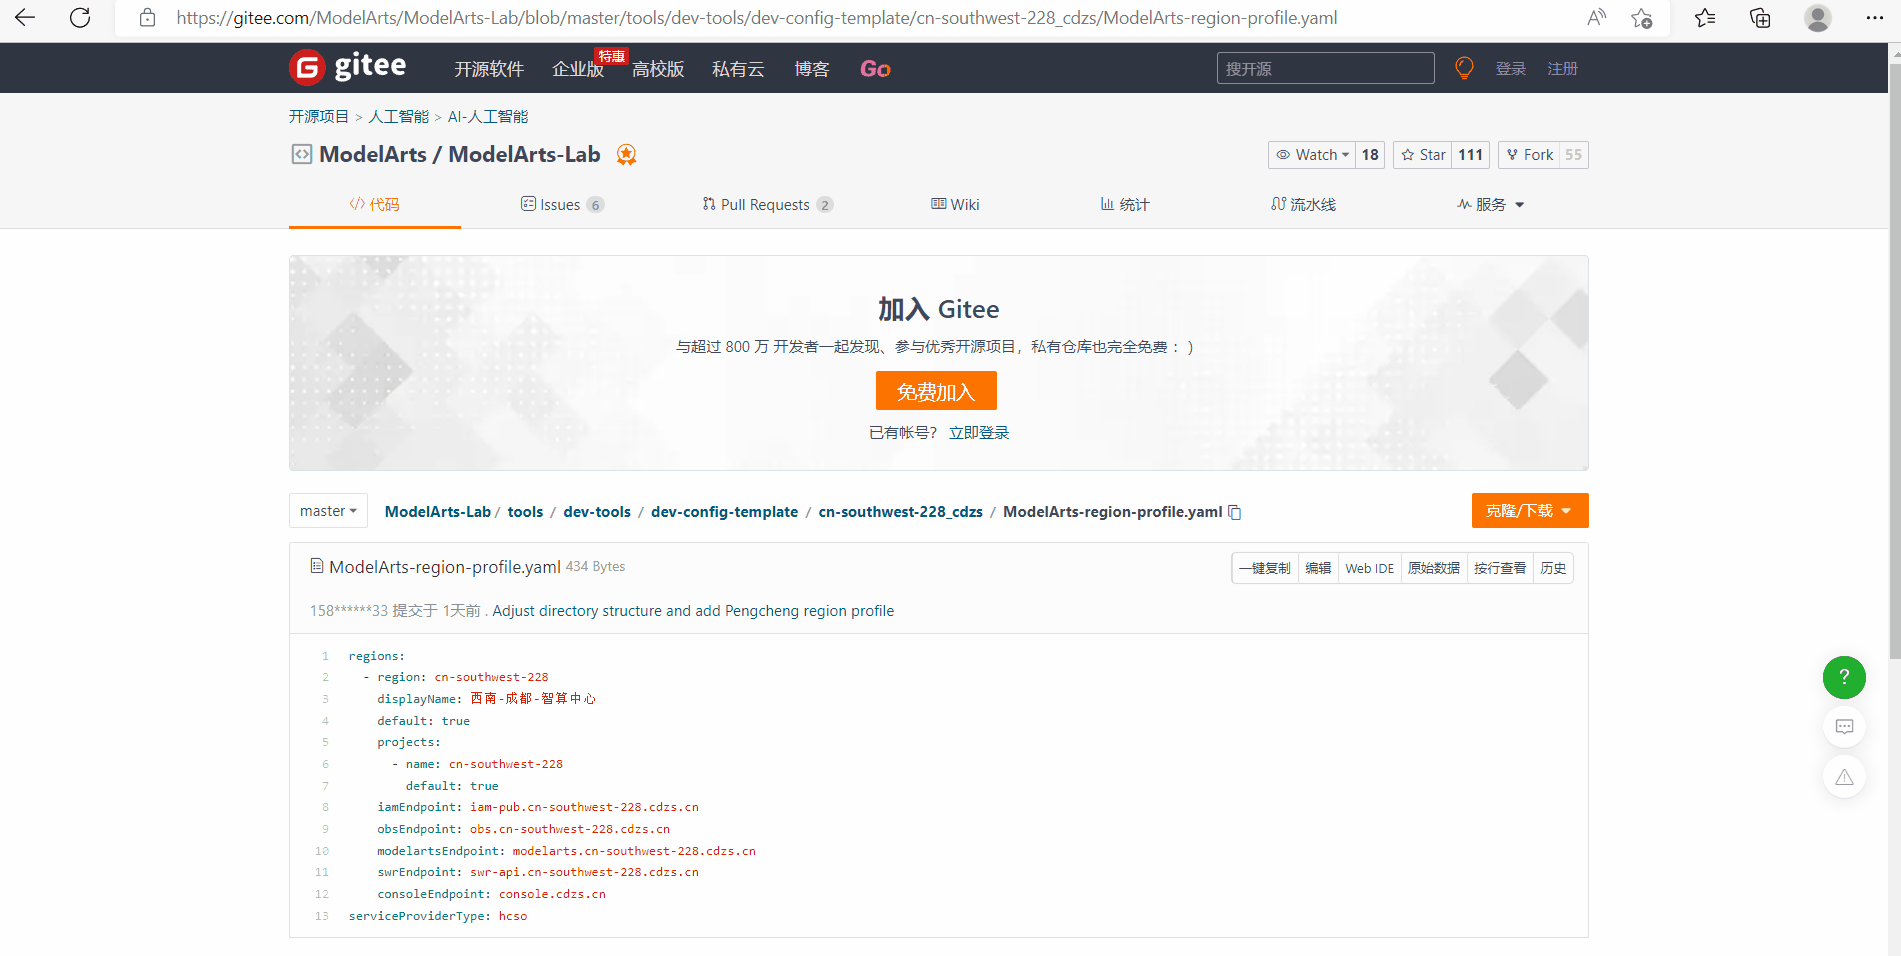 https://gitee.com/ModelArts/ModelArts-Lab/blob/master/tools/dev-tools/dev-config-template/cn-southwest-228_cdzs/ModelArts-region-profile.yaml
gitee 开源软件 企业版 特惠 高校版 私有云 博客 Go 搜开源 登录 注册
开源项目 > 人工智能 > AI-人工智能
ModelArts / ModelArts-Lab Watch 18 Star 111 Fork 55
代码 Issues 6 Pull Requests 2 Wiki 统计 流水线 服务
加入 Gitee
与超过 800 万 开发者一起发现、参与优秀开源项目，私有仓库也完全免费 ：）
免费加入
已有帐号？ 立即登录
master ModelArts-Lab / tools / dev-tools / dev-config-template / cn-southwest-228_cdzs / ModelArts-region-profile.yaml 克隆/下载
ModelArts-region-profile.yaml 434 Bytes 一键复制 编辑 Web IDE 原始数据 按行查看 历史
158******33 提交于 1天前 . Adjust directory structure and add Pengcheng region profile
1 regions:
2 - region: cn-southwest-228
3 displayName: 西南-成都-智算中心
4 default: true
5 projects:
6 - name: cn-southwest-228
7 default: true
8 iamEndpoint: iam-pub.cn-southwest-228.cdzs.cn
9 obsEndpoint: obs.cn-southwest-228.cdzs.cn
10 modelartsEndpoint: modelarts.cn-southwest-228.cdzs.cn
11 swrEndpoint: swr-api.cn-southwest-228.cdzs.cn
12 consoleEndpoint: console.cdzs.cn
13 serviceProviderType: hcso